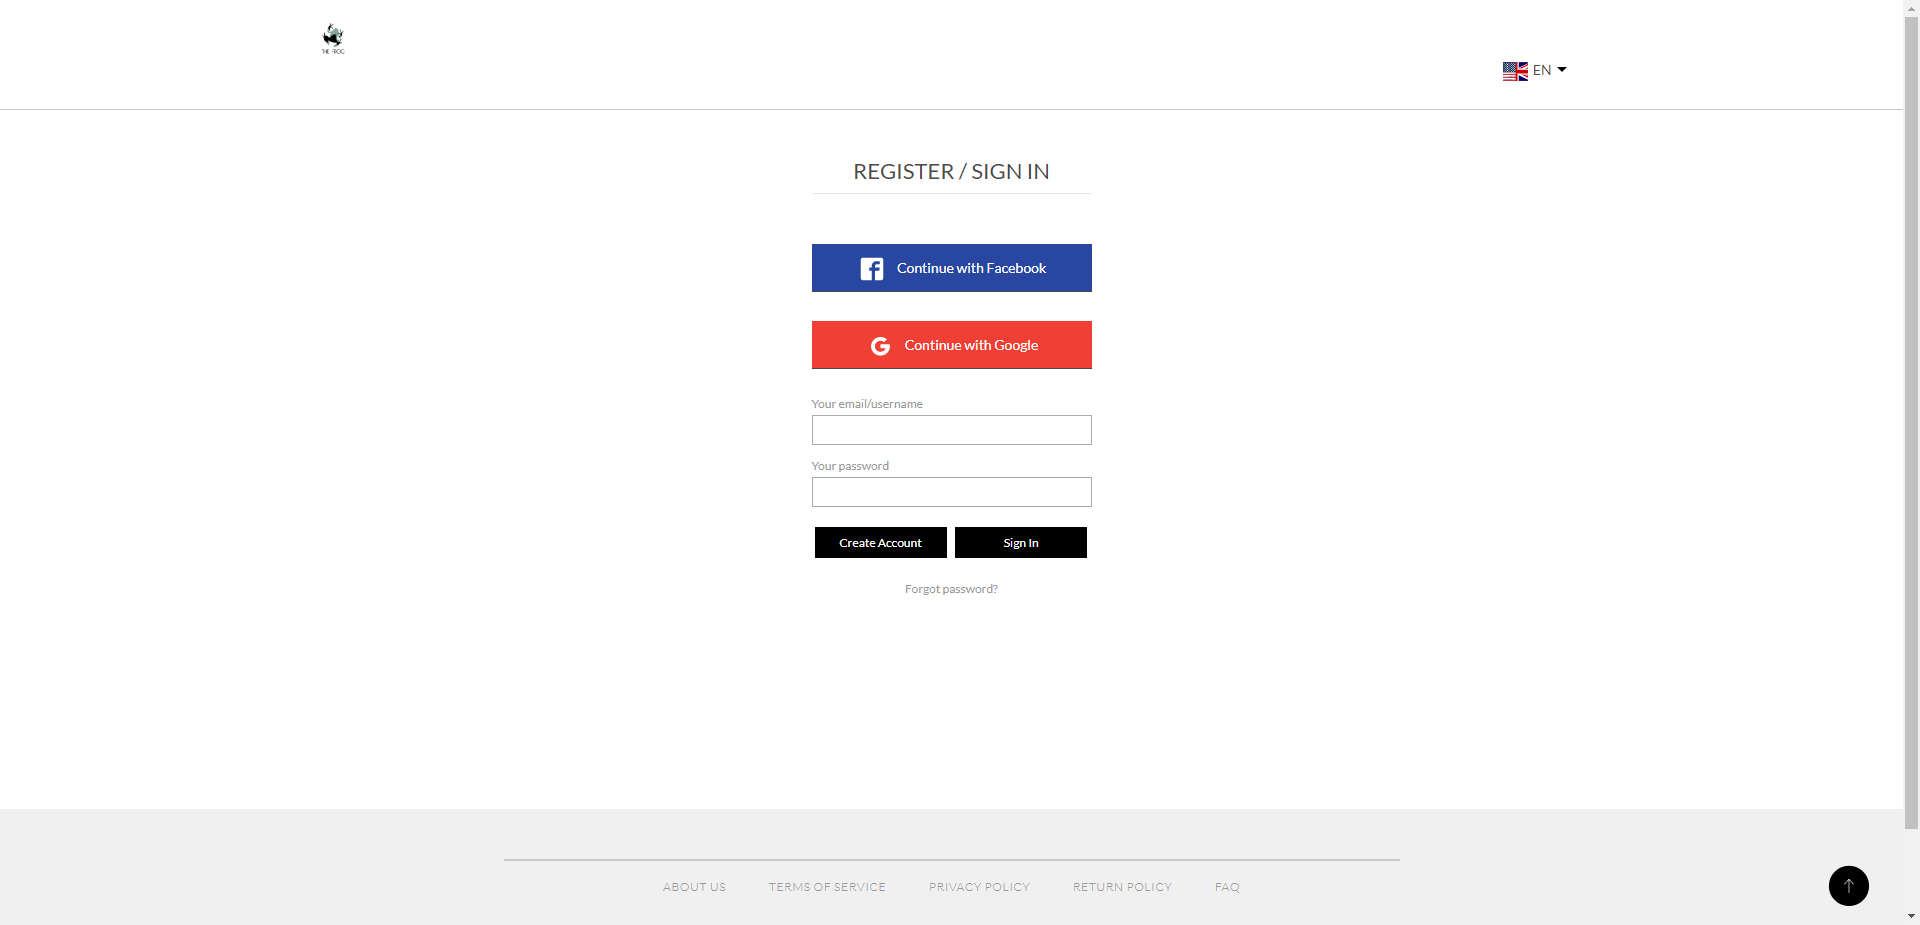 THE FROG
EN
REGISTER / SIGN IN
Continue with Facebook
Continue with Google
Your email/username
Your password
Create Account
Sign In
Forgot password?
ABOUT US
TERMS OF SERVICE
PRIVACY POLICY
RETURN POLICY
FAQ